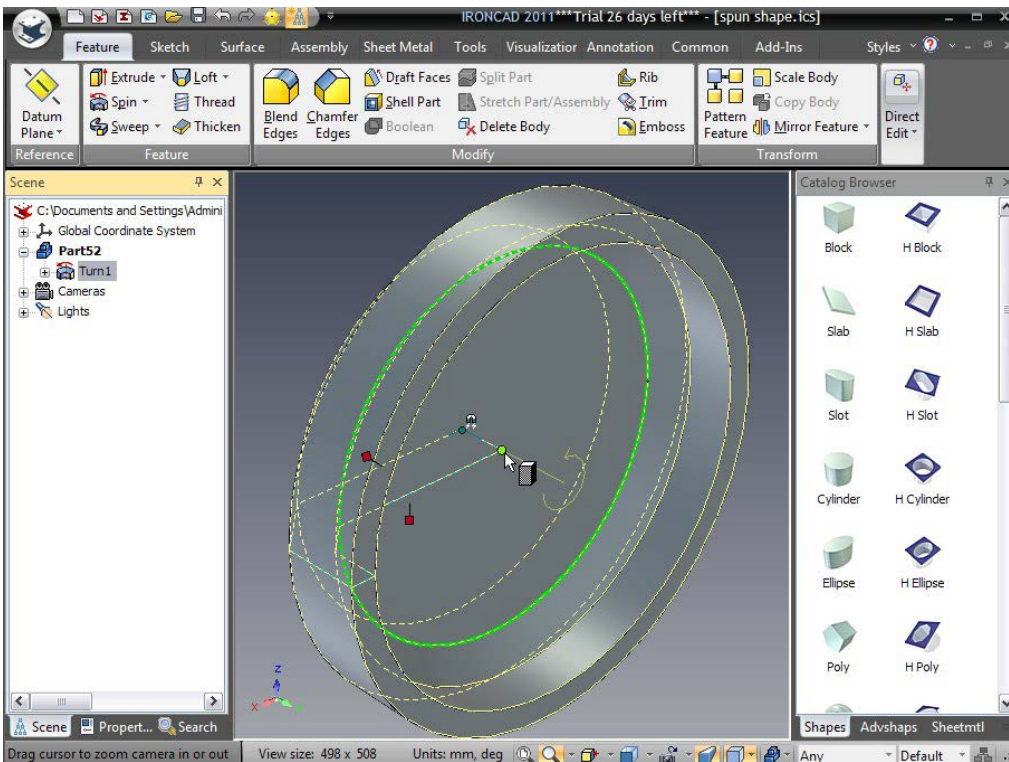 IRONCAD 2011***Trial 26 days left*** - [spun shape.ics]
Feature Sketch Surface Assembly Sheet Metal Tools Visualizatior Annotation Common Add-Ins Styles
Datum Plane
Extrude Loft
Spin Thread
Sweep Thicken
Blend Edges
Chamfer Edges
Draft Faces Split Part Rib
Shell Part Stretch Part/Assembly Trim
Boolean Delete Body Emboss
Pattern Feature
Scale Body
Copy Body
Mirror Feature
Direct Edit
Reference Feature Modify Transform
Scene
C:\Documents and Settings\Admini
Global Coordinate System
Part52
Turn1
Cameras
Lights
Catalog Browser
Block H Block
Slab H Slab
Slot H Slot
Cylinder H Cylinder
Ellipse H Ellipse
Poly H Poly
z
x
Scene Propert... Search
Shapes Advshaps Sheetmtl
Drag cursor to zoom camera in or out View size: 498 x 508 Units: mm, deg Any Default